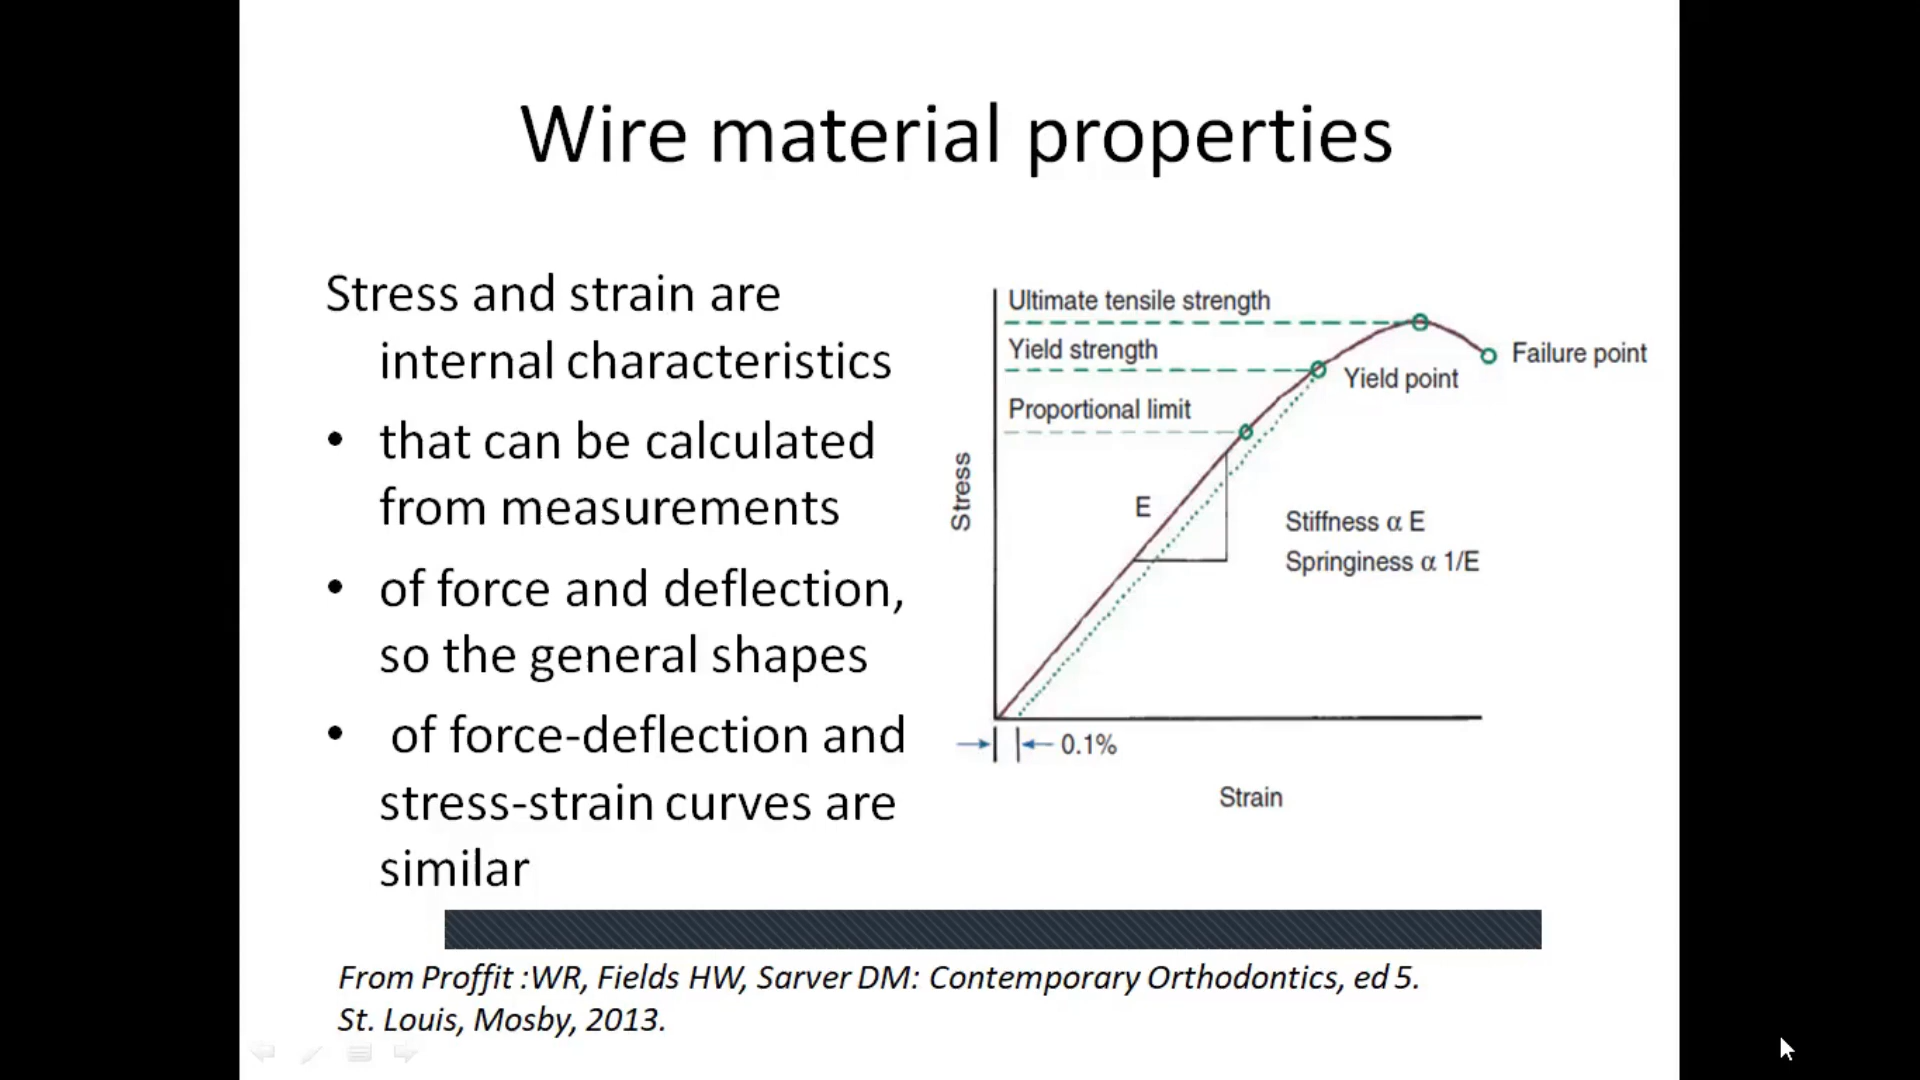 Wire material properties
Stress and strain are
internal characteristics
• that can be calculated
from measurements
• of force and deflection,
so the general shapes
• of force-deflection and
stress-strain curves are
similar
Ultimate tensile strength
Yield strength
Failure point
Yield point
Proportional limit
Stress
E
Stiffness α E
Springiness α 1/E
0.1%
Strain
From Proffit :WR, Fields HW, Sarver DM: Contemporary Orthodontics, ed 5.
St. Louis, Mosby, 2013.